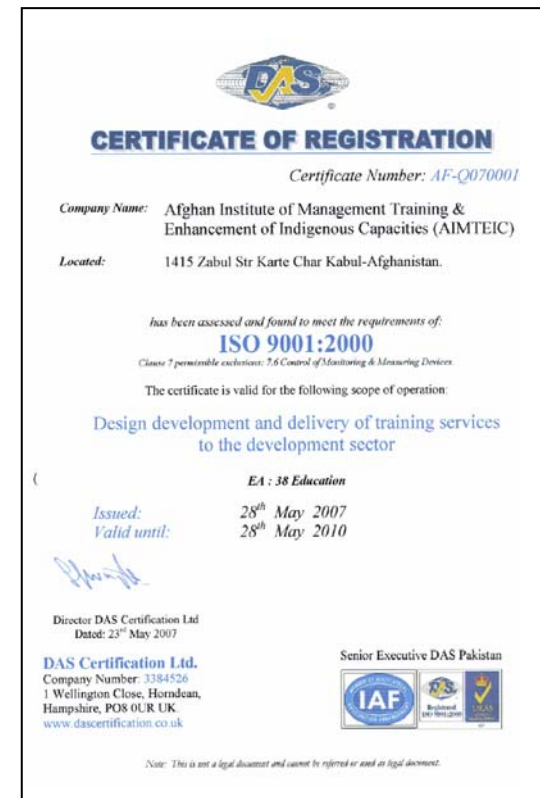 DAS
CERTIFICATE OF REGISTRATION
Certificate Number: AF-Q070001
Company Name: Afghan Institute of Management Training &
Enhancement of Indigenous Capacities (AIMTEIC)
Located: 1415 Zabul Str Karte Char Kabul-Afghanistan.
has been assessed and found to meet the requirements of:
ISO 9001:2000
Clause 7 permissible exclusions: 7.6 Control of Monitoring & Measuring Devices.
The certificate is valid for the following scope of operation:
Design development and delivery of training services
to the development sector
(
EA : 38 Education
Issued: 28th May 2007
Valid until: 28th May 2010
Director DAS Certification Ltd
Dated: 23rd May 2007
DAS Certification Ltd.
Company Number: 3384526
1 Wellington Close, Horndean,
Hampshire, PO8 0UR UK.
www.dascertification.co.uk
Senior Executive DAS Pakistan
IAF
DAS
Registered
ISO 9001:2000
UKAS
Note: This is not a legal document and cannot be referred or used as legal document.